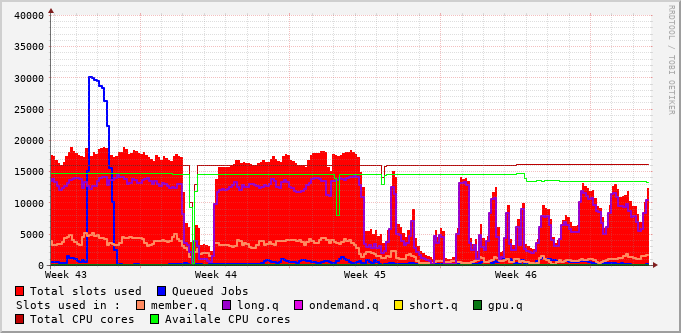 40000
35000
30000
25000
20000
15000
10000
5000
0
Week 43 Week 44 Week 45 Week 46
RRDTOOL / TOBI OETIKER
Total slots used Queued Jobs
Slots used in : member.q long.q ondemand.q short.q gpu.q
Total CPU cores Availale CPU cores